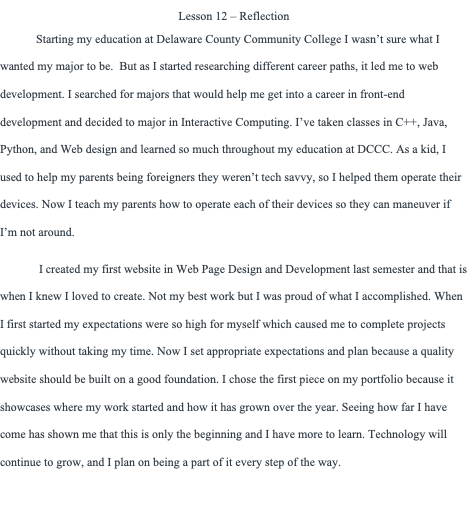 Lesson 12 – Reflection
Starting my education at Delaware County Community College I wasn't sure what I
wanted my major to be.  But as I started researching different career paths, it led me to web
development. I searched for majors that would help me get into a career in front-end
development and decided to major in Interactive Computing. I've taken classes in C++, Java,
Python, and Web design and learned so much throughout my education at DCCC. As a kid, I
used to help my parents being foreigners they weren't tech savvy, so I helped them operate their
devices. Now I teach my parents how to operate each of their devices so they can maneuver if
I'm not around.
I created my first website in Web Page Design and Development last semester and that is
when I knew I loved to create. Not my best work but I was proud of what I accomplished. When
I first started my expectations were so high for myself which caused me to complete projects
quickly without taking my time. Now I set appropriate expectations and plan because a quality
website should be built on a good foundation. I chose the first piece on my portfolio because it
showcases where my work started and how it has grown over the year. Seeing how far I have
come has shown me that this is only the beginning and I have more to learn. Technology will
continue to grow, and I plan on being a part of it every step of the way.